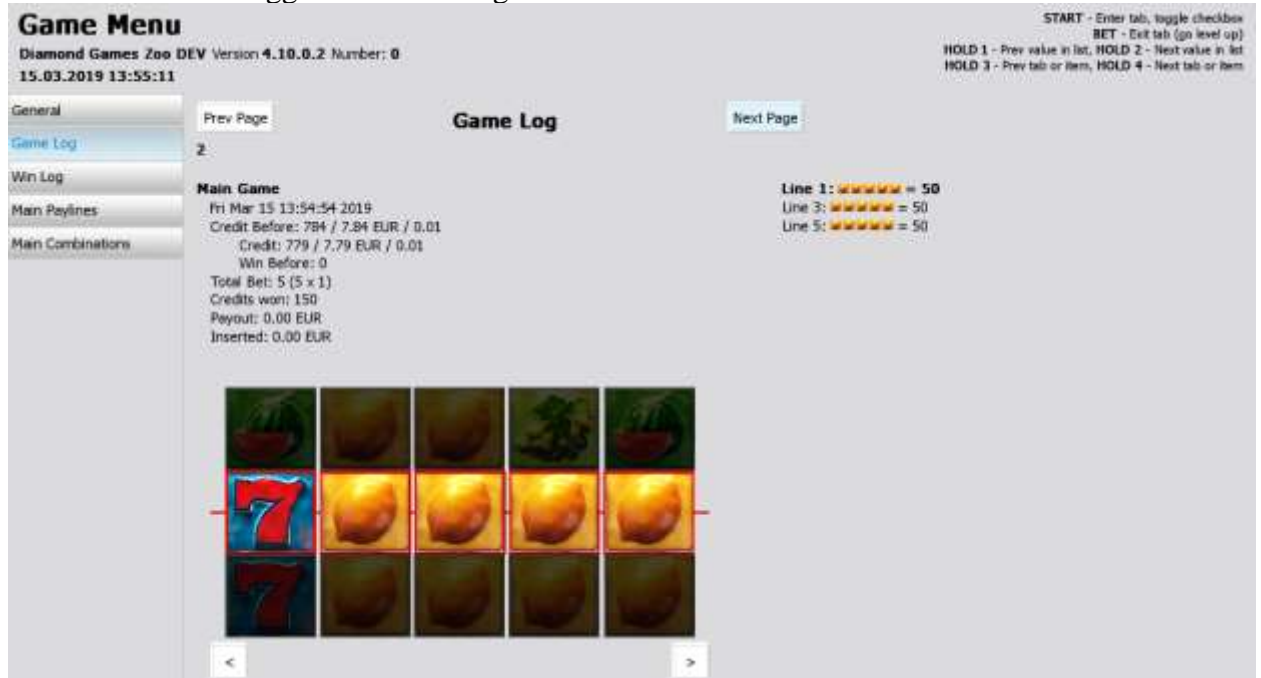 Game Menu
Diamond Games Zoo DEV Version 4.10.0.2 Number: 0
15.03.2019 13:55:11
START - Enter tab, toggle checkbox
BET - Exit tab (go level up)
HOLD 1 - Prev value in list, HOLD 2 - Next value in list
HOLD 3 - Prev tab or item, HOLD 4 - Next tab or item
General
Game Log
Win Log
Main Paylines
Main Combinations
Prev Page
Game Log
Next Page
2
Main Game
Fri Mar 15 13:54:54 2019
Credit Before: 784 / 7.84 EUR / 0.01
Credit: 779 / 7.79 EUR / 0.01
Win Before: 0
Total Bet: 5 (5 x 1)
Credits won: 150
Payout: 0.00 EUR
Inserted: 0.00 EUR
Line 1: = 50
Line 3: = 50
Line 5: = 50
7
7
<
>